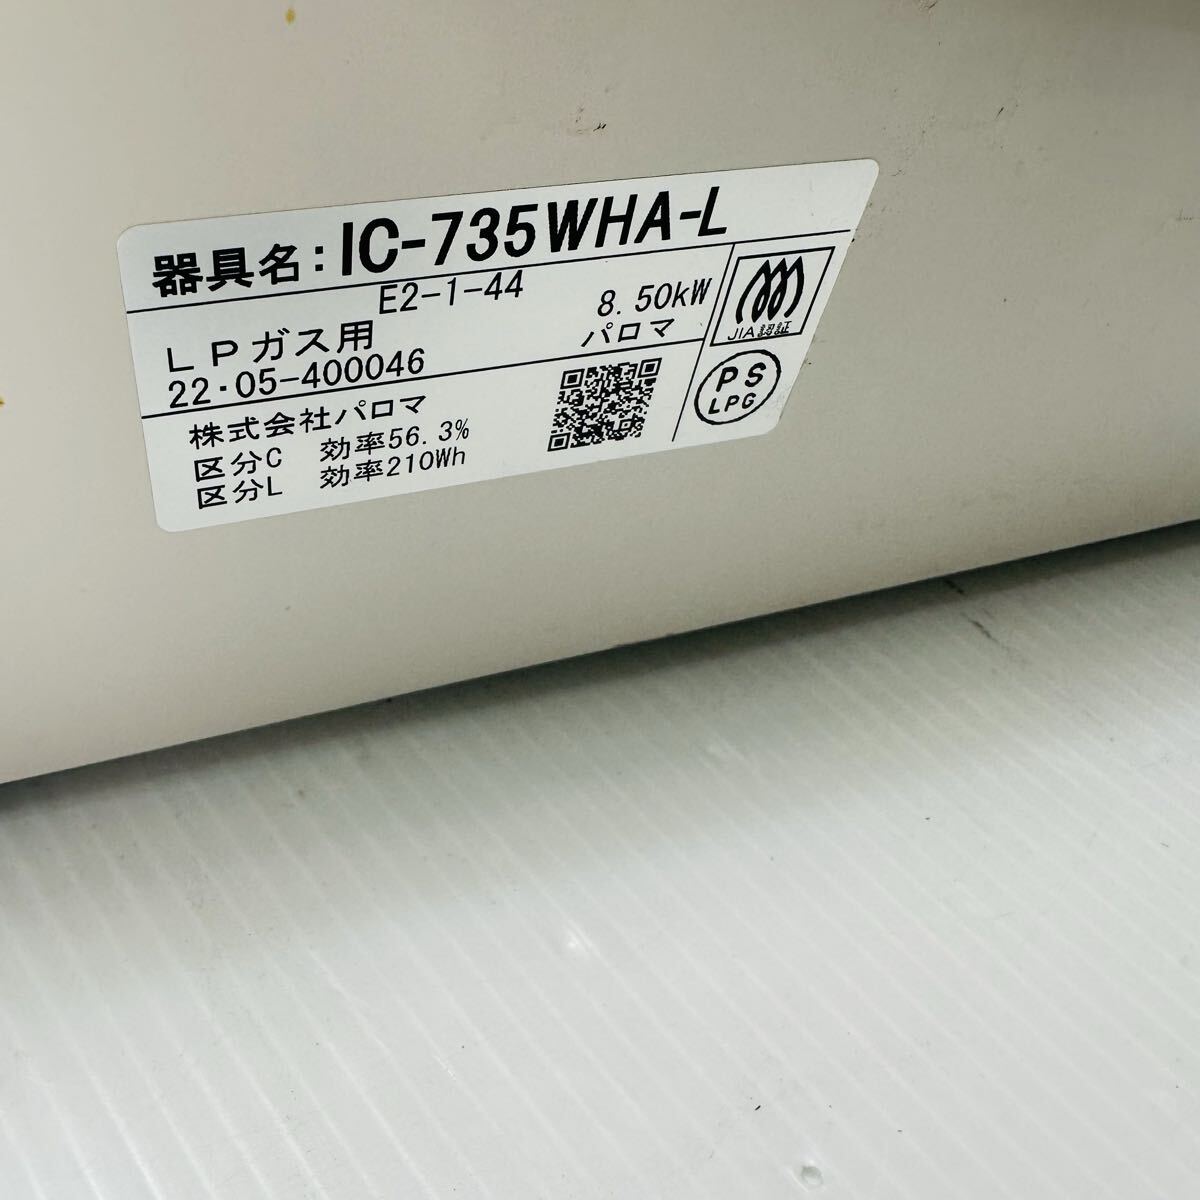 器具名：IC-735WHA-L
E2-1-44
LPガス用
8.50kW
22・05-400046
パロマ
株式会社パロマ
区分C 効率56.3%
区分L 効率210Wh
JIA認証
PS
LPG